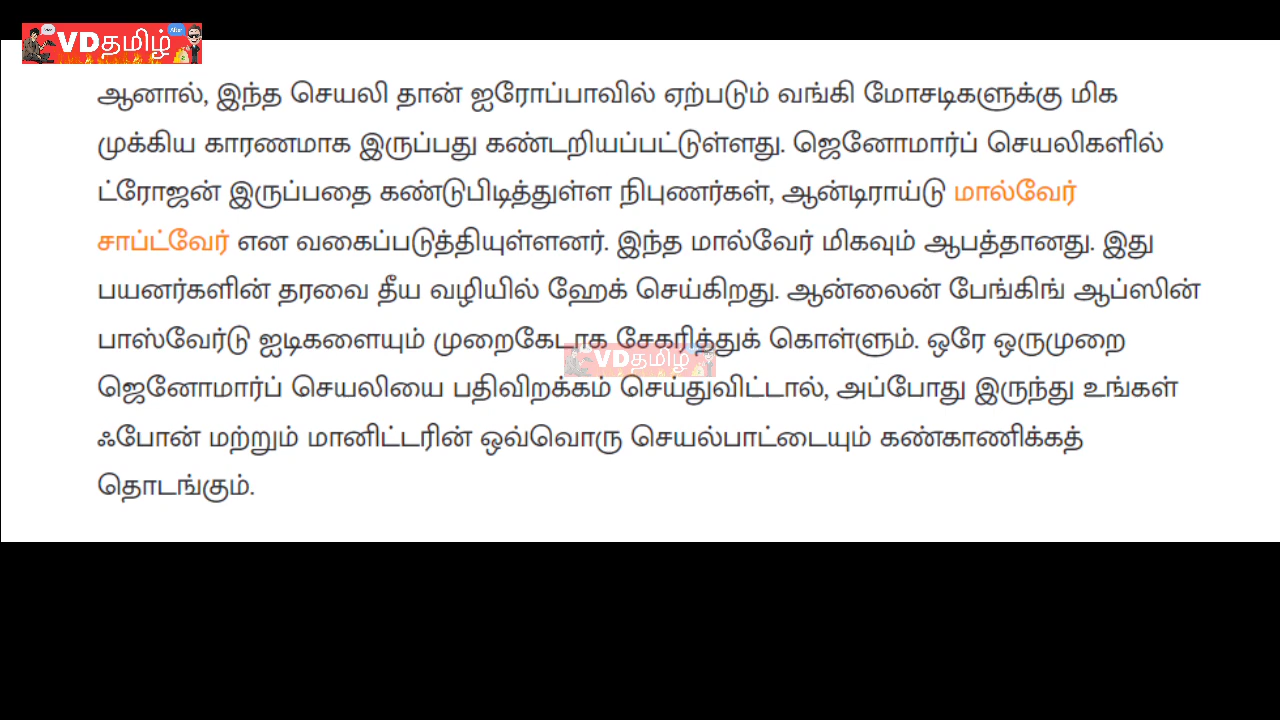 VDதமிழ்
ஆனால், இந்த செயலி தான் ஐரோப்பாவில் ஏற்படும் வங்கி மோசடிகளுக்கு மிக
முக்கிய காரணமாக இருப்பது கண்டறியப்பட்டுள்ளது. ஜெனோமார்ப் செயலிகளில்
ட்ரோஜன் இருப்பதை கண்டுபிடித்துள்ள நிபுணர்கள், ஆன்டிராய்டு மால்வேர்
சாப்ட்வேர் என வகைப்படுத்தியுள்ளனர். இந்த மால்வேர் மிகவும் ஆபத்தானது. இது
பயனர்களின் தரவை தீய வழியில் ஹேக் செய்கிறது. ஆன்லைன் பேங்கிங் ஆப்ஸின்
பாஸ்வேர்டு ஐடிகளையும் முறைகேடாக சேகரித்துக் கொள்ளும். ஒரே ஒருமுறை
VDதமிழ்
ஜெனோமார்ப் செயலியை பதிவிறக்கம் செய்துவிட்டால், அப்போது இருந்து உங்கள்
ஃபோன் மற்றும் மானிட்டரின் ஒவ்வொரு செயல்பாட்டையும் கண்காணிக்கத்
தொடங்கும்.